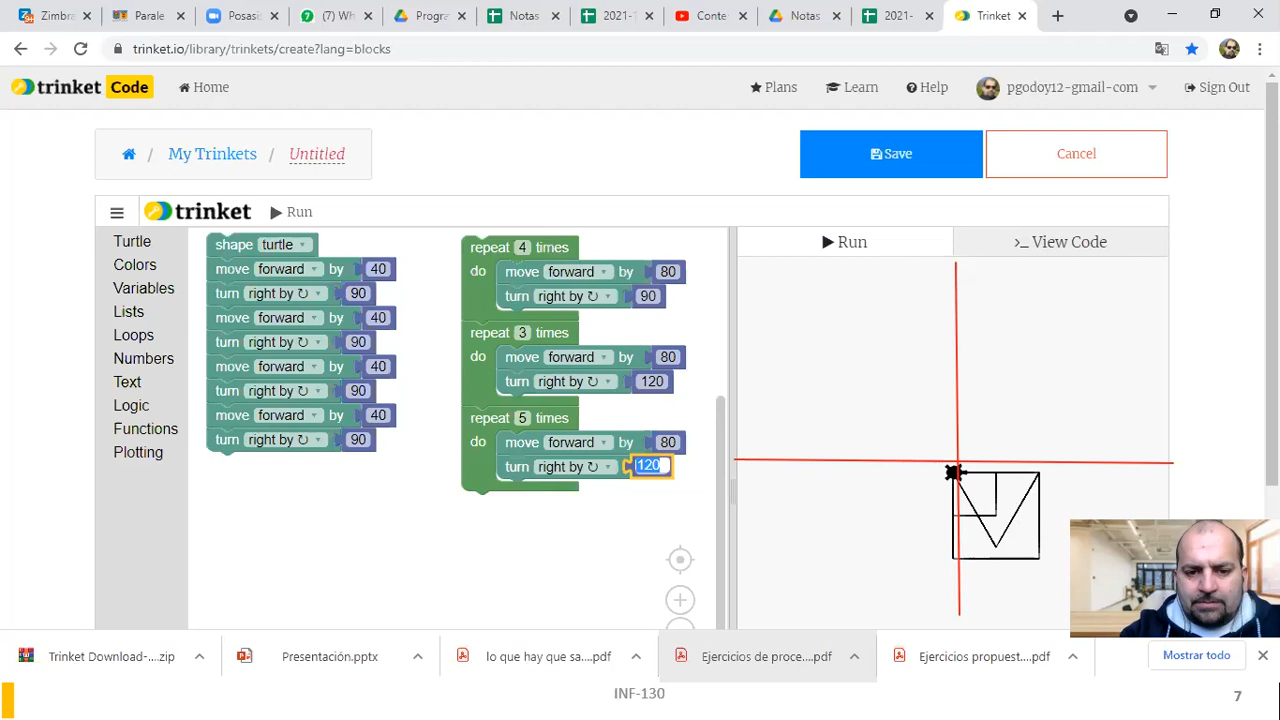 Zimbra
Parale
Posas
(7) Wh
Progra
Notas
2021-1
Conte
Notas
2021-
Trinket
trinket.io/library/trinkets/create?lang=blocks
trinket Code Home
Plans Learn Help pgodoy12-gmail-com Sign Out
/ My Trinkets / Untitled
Save
Cancel
trinket Run
Turtle
Colors
Variables
Lists
Loops
Numbers
Text
Logic
Functions
Plotting
shape turtle
move forward by 40
turn right by ↻ 90
move forward by 40
turn right by ↻ 90
move forward by 40
turn right by ↻ 90
move forward by 40
turn right by ↻ 90
repeat 4 times
do move forward by 80
turn right by ↻ 90
repeat 3 times
do move forward by 80
turn right by ↻ 120
repeat 5 times
do move forward by 80
turn right by ↻ 120
Run
>_ View Code
Trinket Download-....zip
Presentación.pptx
lo que hay que sa....pdf
Ejercicios de proce....pdf
Ejercicios propuest....pdf
Mostrar todo
INF-130
7